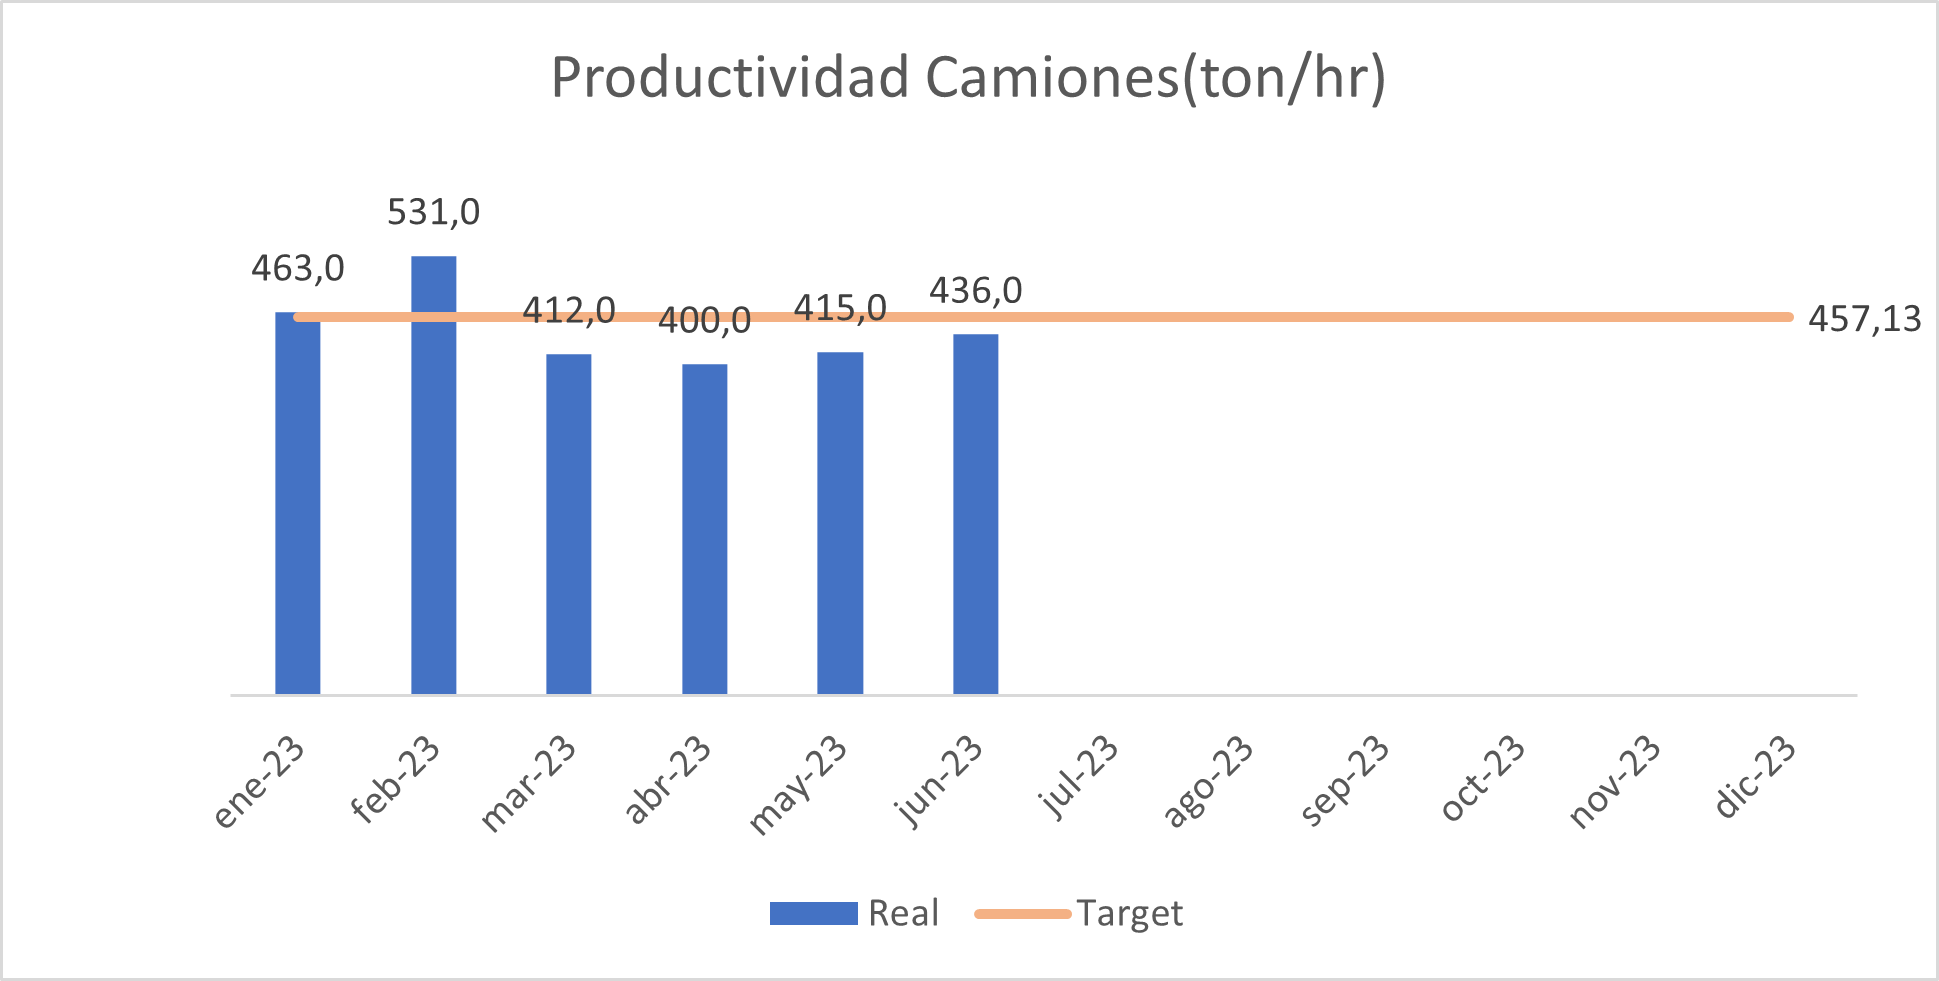 Productividad Camiones(ton/hr)
531,0
463,0
412,0
400,0
415,0
436,0
457,13
ene-23
feb-23
mar-23
abr-23
may-23
jun-23
jul-23
ago-23
sep-23
oct-23
nov-23
dic-23
Real
Target